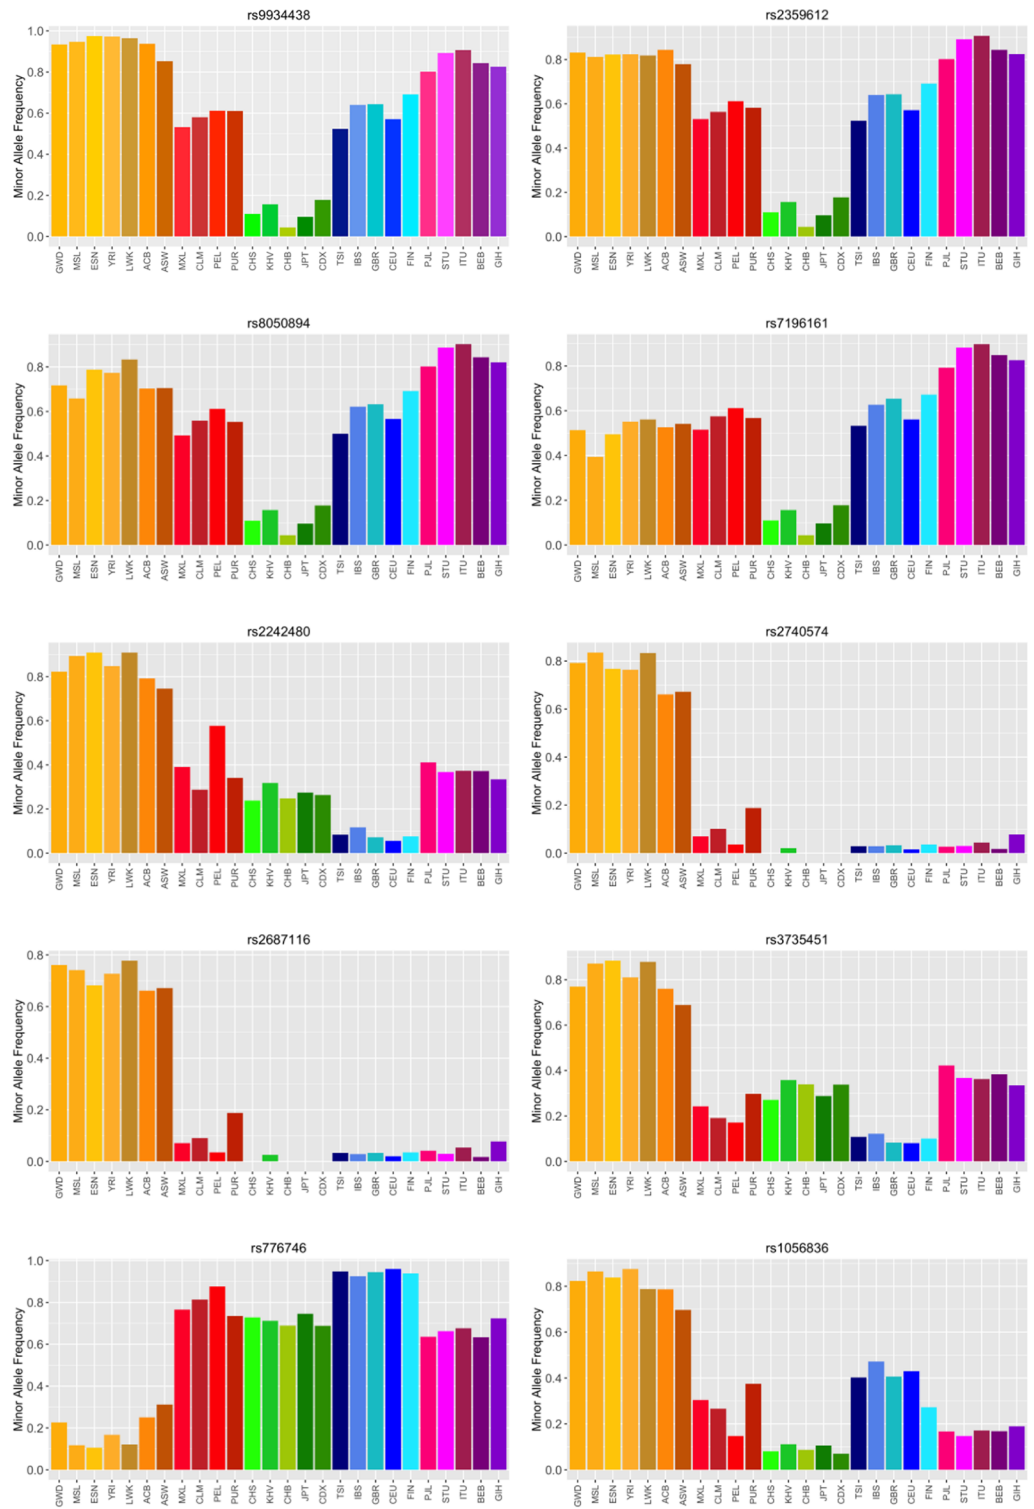 rs9934438
Minor Allele Frequency
1.0
0.8
0.6
0.4
0.2
0.0
GWD MSL ESN YRI LWK ACB ASW MXL CLM PEL PUR CHS KHV CHB JPT CDX TSI IBS GBR CEU FIN PJL STU ITU BEB GIH
rs2359612
Minor Allele Frequency
0.8
0.6
0.4
0.2
0.0
GWD MSL ESN YRI LWK ACB ASW MXL CLM PEL PUR CHS KHV CHB JPT CDX TSI IBS GBR CEU FIN PJL STU ITU BEB GIH
rs8050894
Minor Allele Frequency
0.8
0.6
0.4
0.2
0.0
GWD MSL ESN YRI LWK ACB ASW MXL CLM PEL PUR CHS KHV CHB JPT CDX TSI IBS GBR CEU FIN PJL STU ITU BEB GIH
rs7196161
Minor Allele Frequency
0.8
0.6
0.4
0.2
0.0
GWD MSL ESN YRI LWK ACB ASW MXL CLM PEL PUR CHS KHV CHB JPT CDX TSI IBS GBR CEU FIN PJL STU ITU BEB GIH
rs2242480
Minor Allele Frequency
0.8
0.6
0.4
0.2
0.0
GWD MSL ESN YRI LWK ACB ASW MXL CLM PEL PUR CHS KHV CHB JPT CDX TSI IBS GBR CEU FIN PJL STU ITU BEB GIH
rs2740574
Minor Allele Frequency
0.8
0.6
0.4
0.2
0.0
GWD MSL ESN YRI LWK ACB ASW MXL CLM PEL PUR CHS KHV CHB JPT CDX TSI IBS GBR CEU FIN PJL STU ITU BEB GIH
rs2687116
Minor Allele Frequency
0.8
0.6
0.4
0.2
0.0
GWD MSL ESN YRI LWK ACB ASW MXL CLM PEL PUR CHS KHV CHB JPT CDX TSI IBS GBR CEU FIN PJL STU ITU BEB GIH
rs3735451
Minor Allele Frequency
0.8
0.6
0.4
0.2
0.0
GWD MSL ESN YRI LWK ACB ASW MXL CLM PEL PUR CHS KHV CHB JPT CDX TSI IBS GBR CEU FIN PJL STU ITU BEB GIH
rs776746
Minor Allele Frequency
1.0
0.8
0.6
0.4
0.2
0.0
GWD MSL ESN YRI LWK ACB ASW MXL CLM PEL PUR CHS KHV CHB JPT CDX TSI IBS GBR CEU FIN PJL STU ITU BEB GIH
rs1056836
Minor Allele Frequency
0.8
0.6
0.4
0.2
0.0
GWD MSL ESN YRI LWK ACB ASW MXL CLM PEL PUR CHS KHV CHB JPT CDX TSI IBS GBR CEU FIN PJL STU ITU BEB GIH